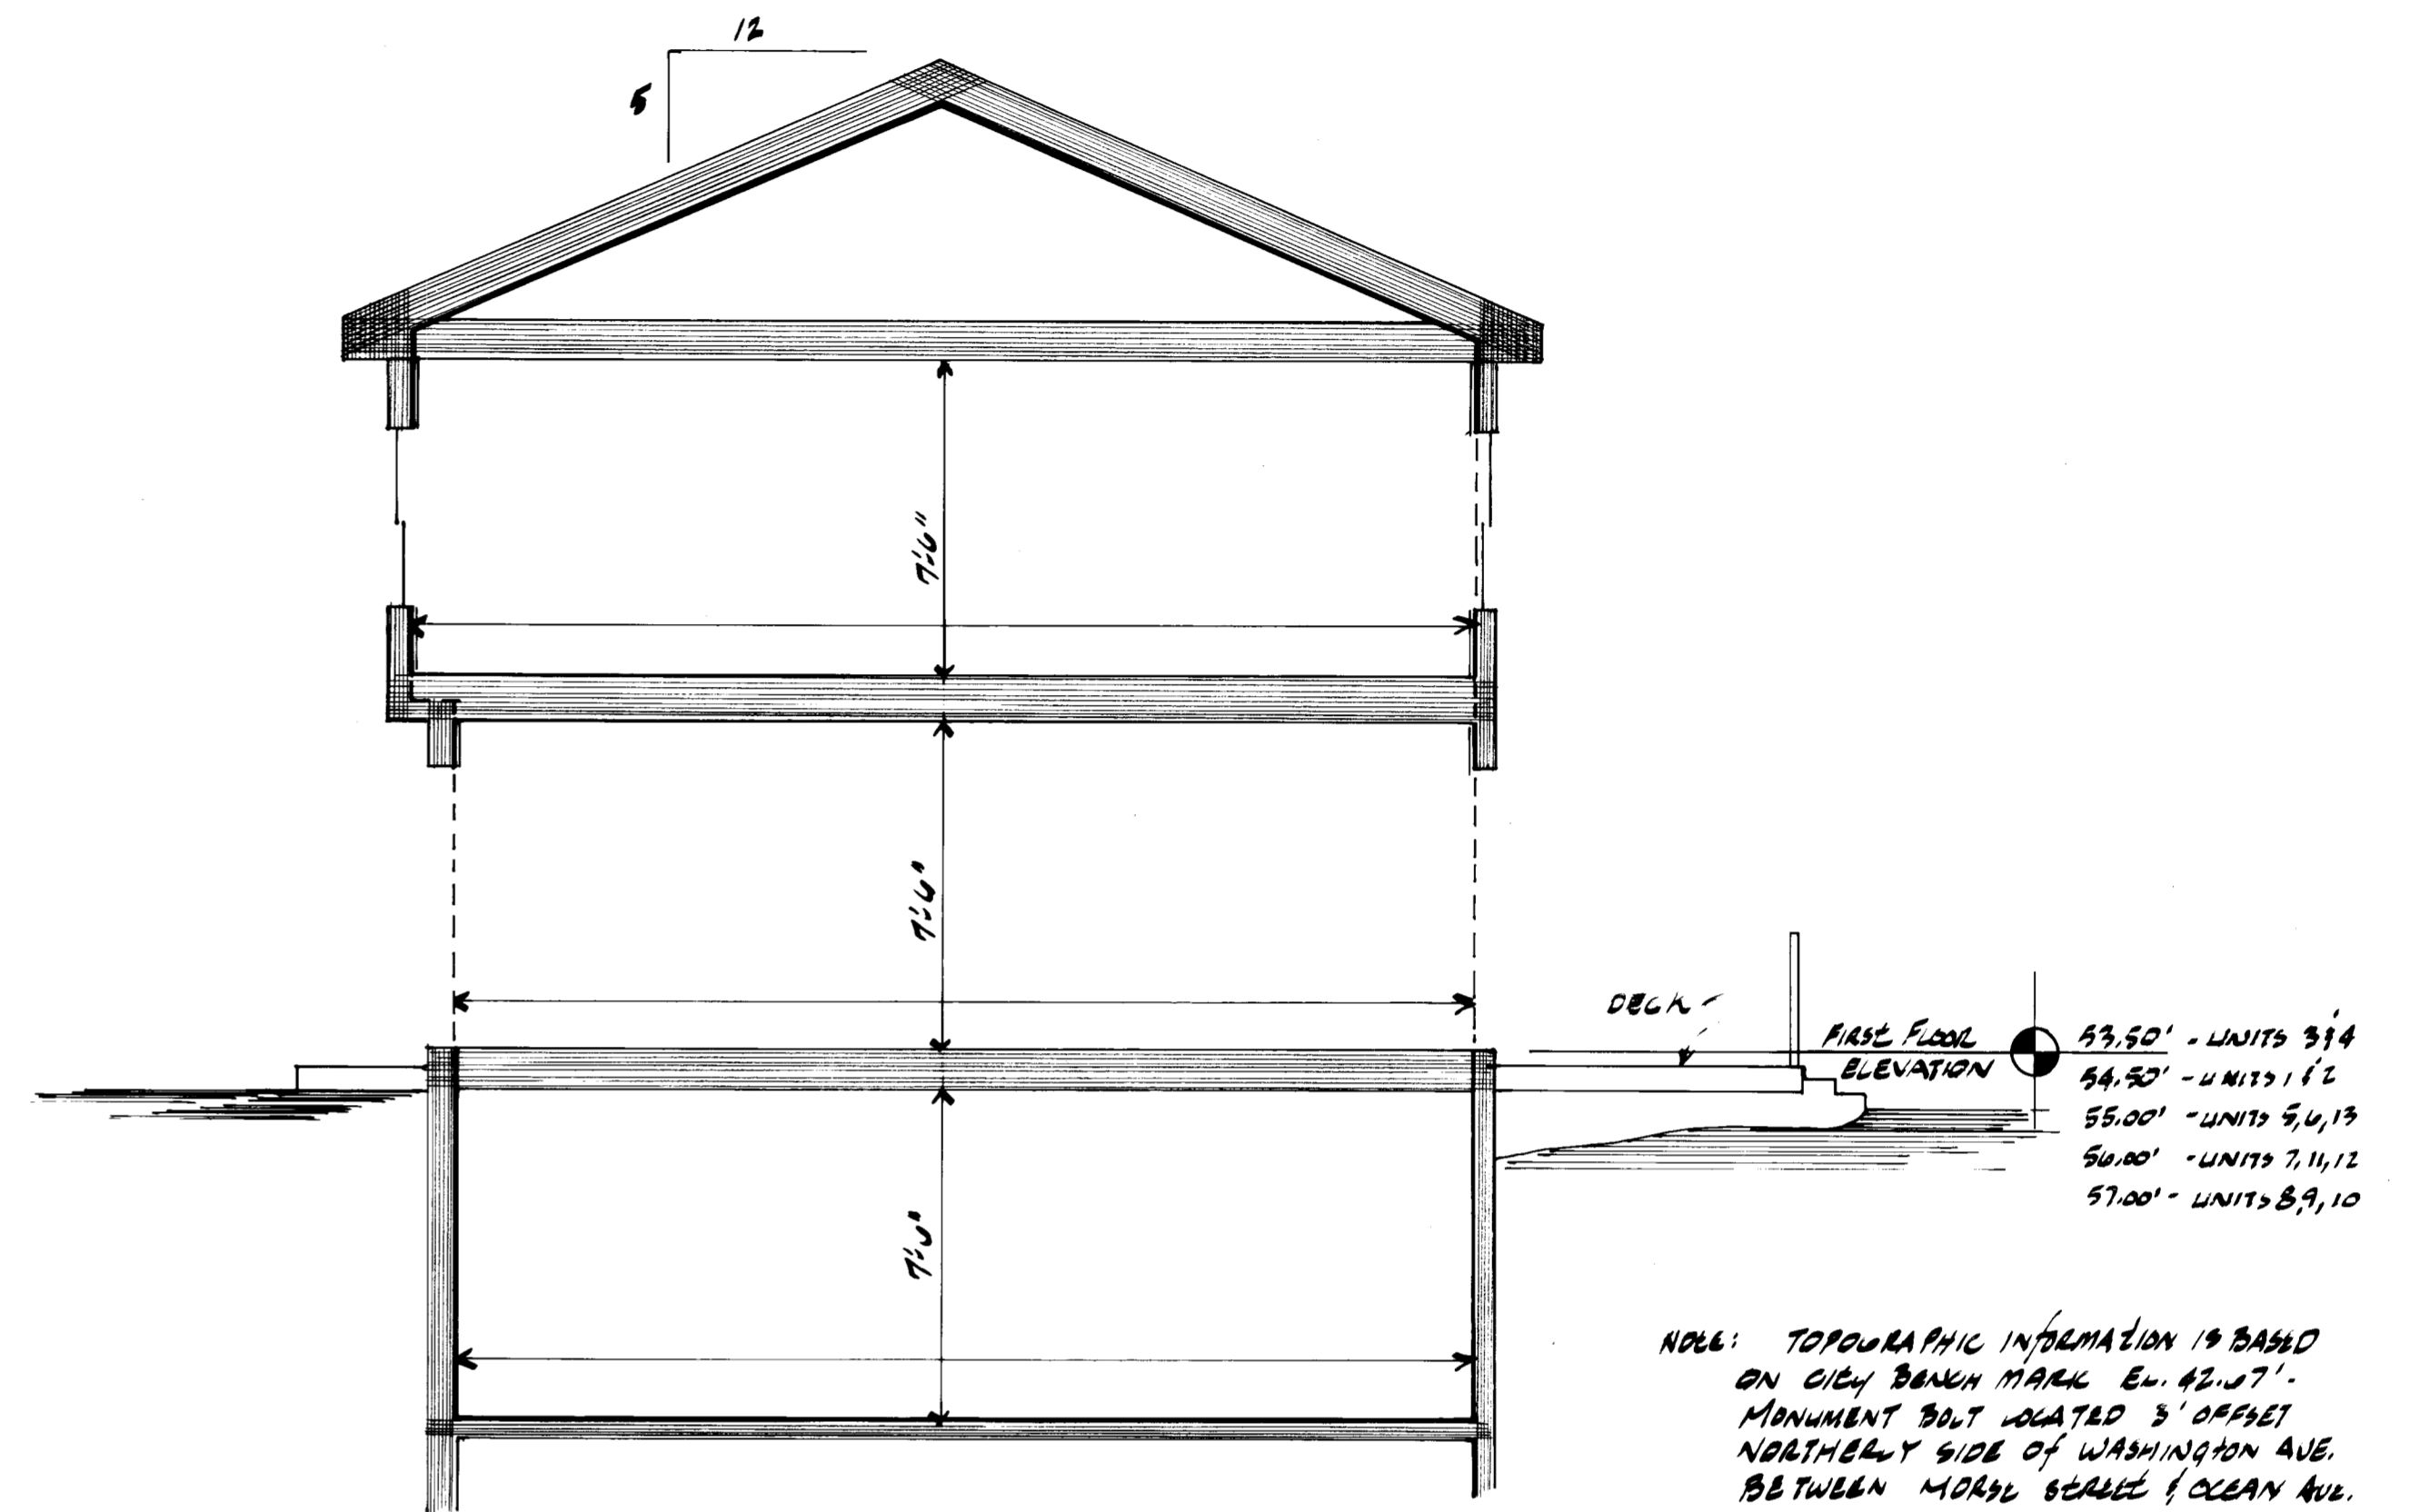 12
5
7'-6"
7'-6"
7'-6"
DECK
FIRST FLOOR
ELEVATION
53.50' - UNITS 3 & 4
54.50' - UNITS 1 & 2
55.00' - UNITS 5, 6, 13
56.00' - UNITS 7, 11, 12
57.00' - UNITS 8, 9, 10
NOTE: TOPOGRAPHIC INFORMATION IS BASED
ON CITY BENCH MARK EL. 42.67'-
MONUMENT BOLT LOCATED 3' OFFSET
NORTHERLY SIDE OF WASHINGTON AVE.
BETWEEN MORSE STREET & OCEAN AVE.